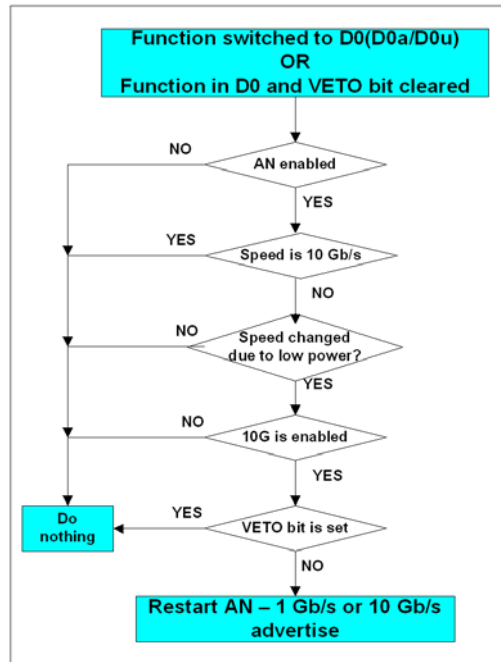 Function switched to D0(D0a/D0u)
OR
Function in D0 and VETO bit cleared
NO
AN enabled
YES
YES
Speed is 10 Gb/s
NO
NO
Speed changed
due to low power?
YES
NO
10G is enabled
YES
Do
nothing
YES
VETO bit is set
NO
Restart AN – 1 Gb/s or 10 Gb/s
advertise